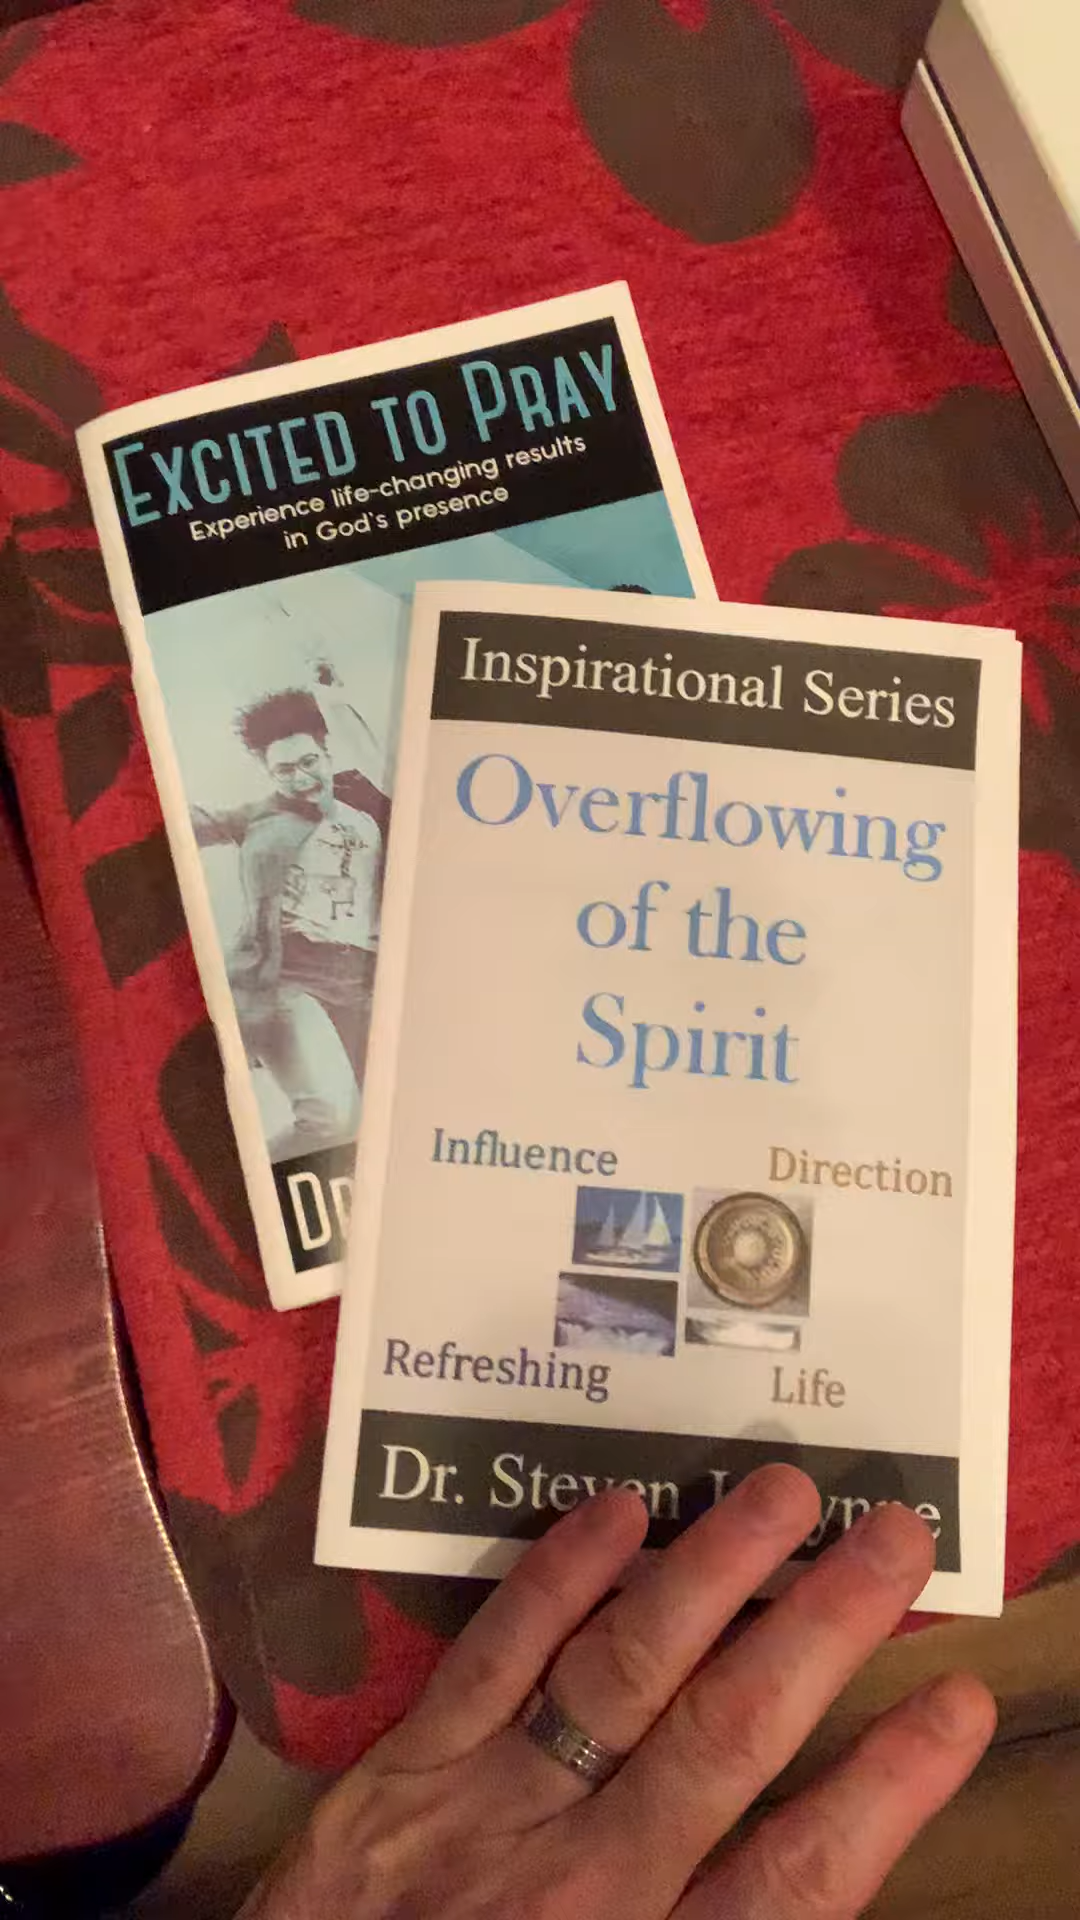 EXCITED TO PRAY
Experience life-changing results
in God's presence
Inspirational Series
Overflowing
of the
Spirit
Influence
Direction
Refreshing
Life
Dr. Steven